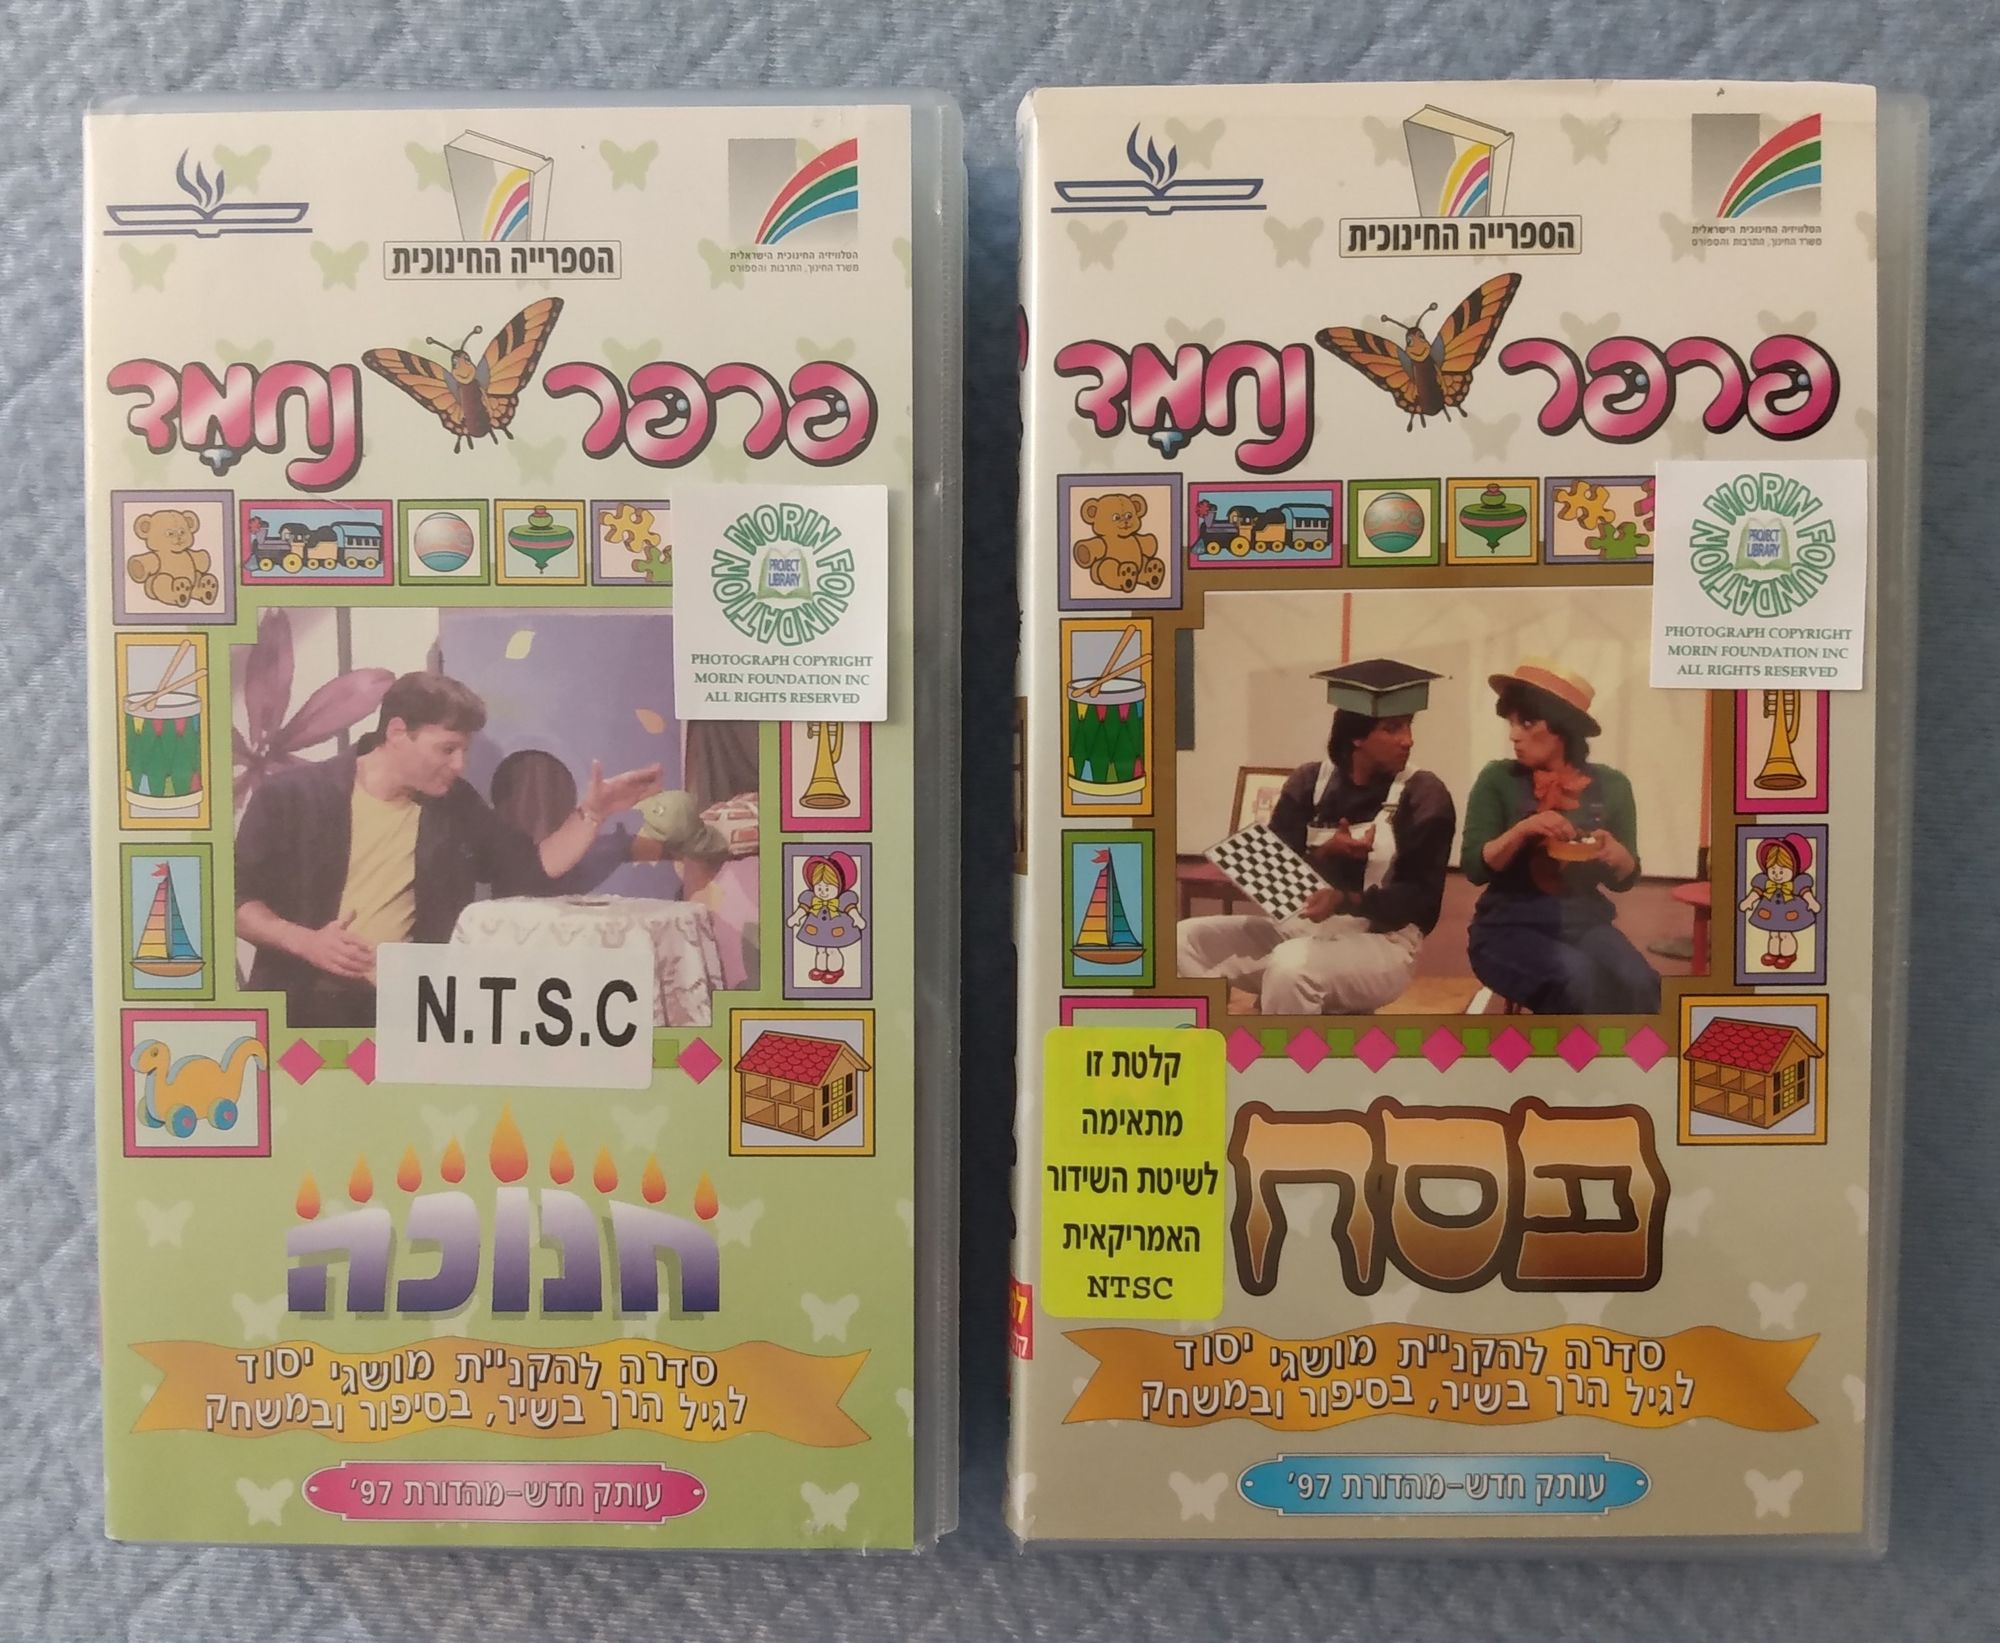 הספרייה החינוכית
הטלוויזיה החינוכית הישראלית
משרד החינוך, התרבות והספורט
פרפר נחמד
MORIN FOUNDATION
PROJECT
LIBRARY
PHOTOGRAPH COPYRIGHT
MORIN FOUNDATION INC
ALL RIGHTS RESERVED
N.T.S.C
חנוכה
סדרה להקניית מושגי יסוד
לגיל הרך בשיר, בסיפור ובמשחק
עותק חדש-מהדורת 97'
הספרייה החינוכית
הטלוויזיה החינוכית הישראלית
משרד החינוך, התרבות והספורט
פרפר נחמד
MORIN FOUNDATION
PROJECT
LIBRARY
PHOTOGRAPH COPYRIGHT
MORIN FOUNDATION INC
ALL RIGHTS RESERVED
קלטת זו
מתאימה
לשיטת השידור
האמריקאית
NTSC
פסח
סדרה להקניית מושגי יסוד
לגיל הרך בשיר, בסיפור ובמשחק
עותק חדש-מהדורת 97'